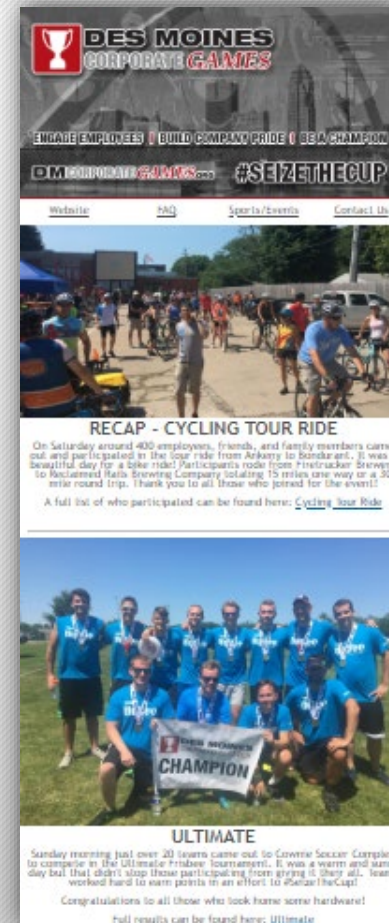 DES MOINES
CORPORATE GAMES
ENGAGE EMPLOYEES | BUILD COMPANY PRIDE | BE A CHAMPION
DMCORPORATEGAMES.ORG #SEIZETHECUP
Website FAQ Sports/Events Contact Us
RECAP - CYCLING TOUR RIDE
On Saturday around 400 employees, friends, and family members came
out and participated in the tour ride from Ankeny to Bondurant. It was
beautiful day for a bike ride! Participants rode from Firetrucker Brewery
to Reclaimed Rails Brewing Company totaling 15 miles one way or a 30
mile round trip. Thank you to all those who joined for the event!
A full list of who participated can be found here: Cycling Tour Ride
DES MOINES
CHAMPION
ULTIMATE
Sunday morning just over 20 teams came out to Cownie Soccer Complex
to compete in the Ultimate Frisbee Tournament. It was a warm and sunny
day but that didn't stop those participating from giving it their all. Teams
worked hard to earn points in an effort to #SeizeTheCup!
Congratulations to all those who took home some hardware!
Full results can be found here: Ultimate